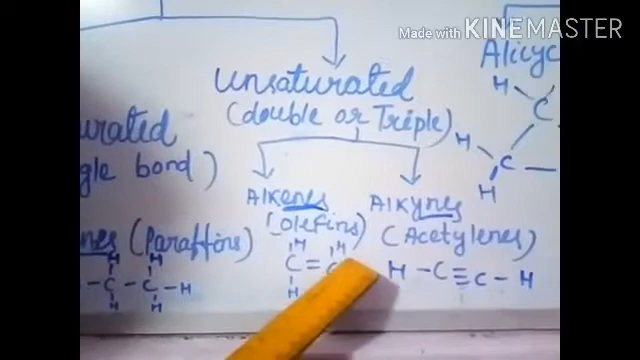 Made with KINEMASTER
Unsaturated
(double or Triple)
Alicyc
urated
gle bond)
Alkenes
(Olefins)
Alkynes
(Acetylenes)
nes (Paraffins)
H H
H H
C = C
H
- C - C - H
H H
H - C ≡ C - H
H
C
H
C -
H